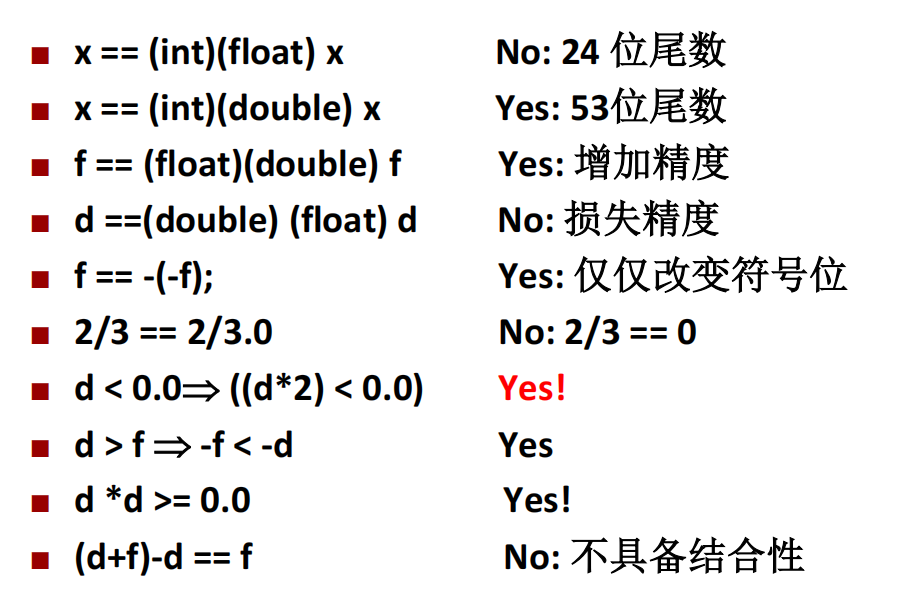 x == (int)(float) x No: 24 位尾数
x == (int)(double) x Yes: 53位尾数
f == (float)(double) f Yes: 增加精度
d ==(double) (float) d No: 损失精度
f == -(-f); Yes: 仅仅改变符号位
2/3 == 2/3.0 No: 2/3 == 0
d < 0.0⇒ ((d*2) < 0.0) Yes!
d > f ⇒ -f < -d Yes
d *d >= 0.0 Yes!
(d+f)-d == f No: 不具备结合性